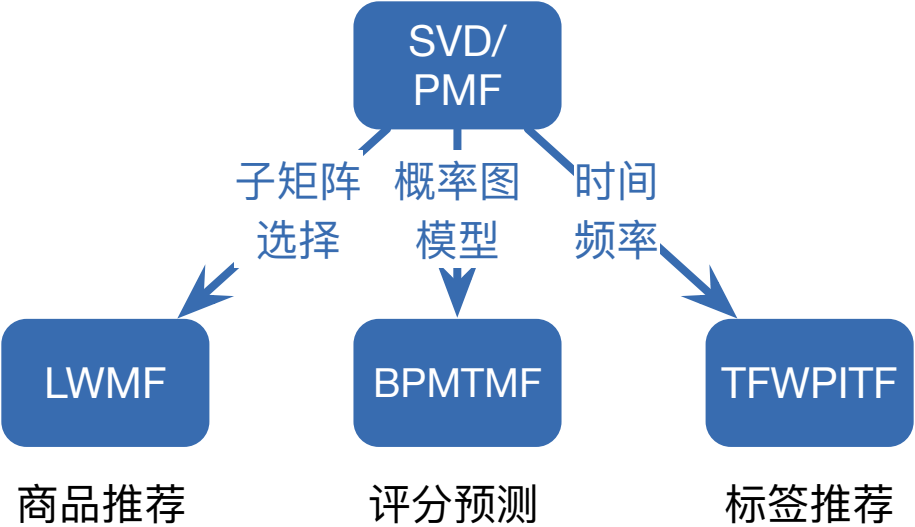 SVD/
PMF
子矩阵
选择
概率图
模型
时间
频率
LWMF
BPMTMF
TFWPITF
商品推荐
评分预测
标签推荐